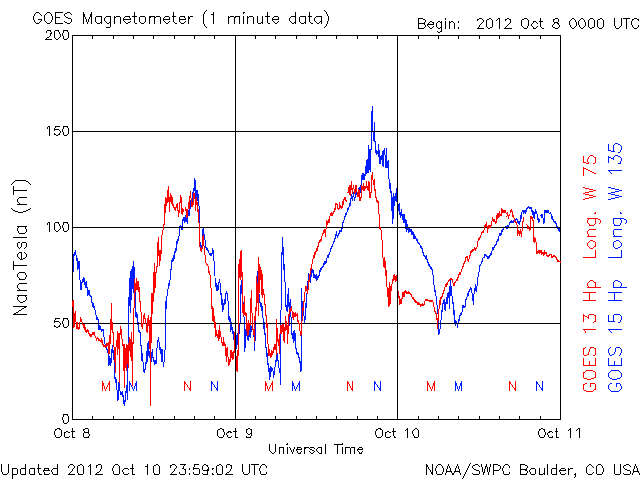 GOES Magnetometer (1 minute data)
Begin: 2012 Oct 8 0000 UTC
200
150
100
50
0
NanoTesla (nT)
M M N N M M N N M M N N
Oct 8 Oct 9 Oct 10 Oct 11
Universal Time
GOES 13 Hp Long. W 75
GOES 15 Hp Long. W 135
Updated 2012 Oct 10 23:59:02 UTC
NOAA/SWPC Boulder, CO USA